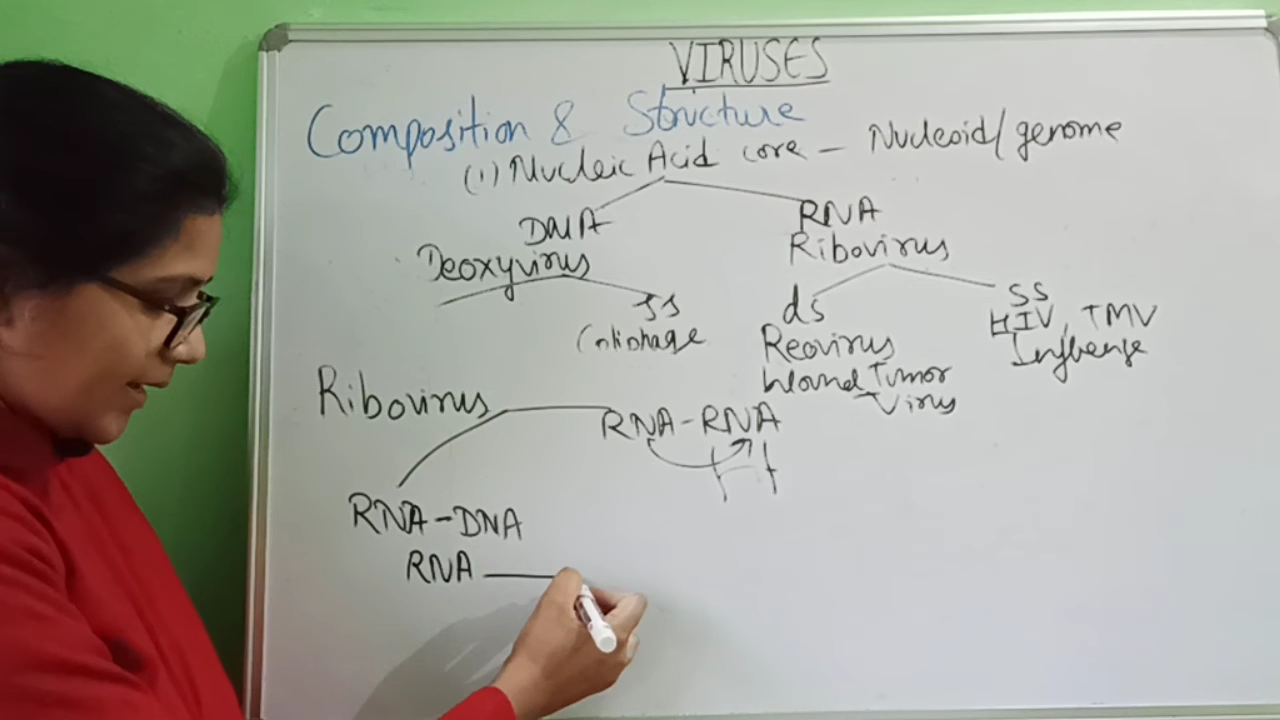 VIRUSES
Composition & Structure
(1) Nucleic Acid core - Nucleoid/genome
DNA RNA
Deoxyvirus Ribovirus
ss ds ss
Coliphage Reovirus HIV, TMV
Wound Tumor Virus
Ribovirus
RNA-RNA
RNA-DNA
RNA